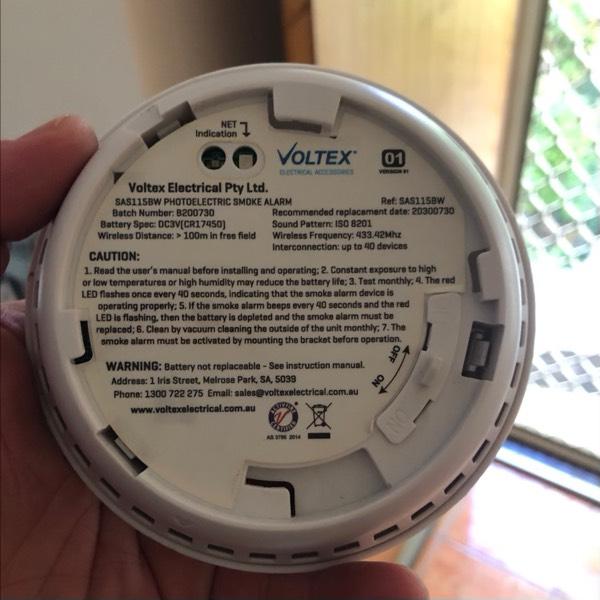 NET
Indication
VOLTEX®
ELECTRICAL ACCESSORIES
01
VERSION 01
Voltex Electrical Pty Ltd.
SAS115BW PHOTOELECTRIC SMOKE ALARM
Ref: SAS115BW
Batch Number: B200730
Recommended replacement date: 20300730
Battery Spec: DC3V(CR17450)
Sound Pattern: ISO 8201
Wireless Distance: > 100m in free field
Wireless Frequency: 433.42Mhz
Interconnection: up to 40 devices
CAUTION:
1. Read the user's manual before installing and operating; 2. Constant exposure to high
or low temperatures or high humidity may reduce the battery life; 3. Test monthly; 4. The red
LED flashes once every 40 seconds, indicating that the smoke alarm device is
operating properly; 5. If the smoke alarm beeps every 40 seconds and the red
LED is flashing, then the battery is depleted and the smoke alarm must be
replaced; 6. Clean by vacuum cleaning the outside of the unit monthly; 7. The
smoke alarm must be activated by mounting the bracket before operation.
OFF
ON
WARNING: Battery not replaceable - See instruction manual.
Address: 1 Iris Street, Melrose Park, SA, 5039
Phone: 1300 722 275 Email: sales@voltexelectrical.com.au
www.voltexelectrical.com.au
ACTIVFIRE
CERTIFIED
AS 3786 2014
ON